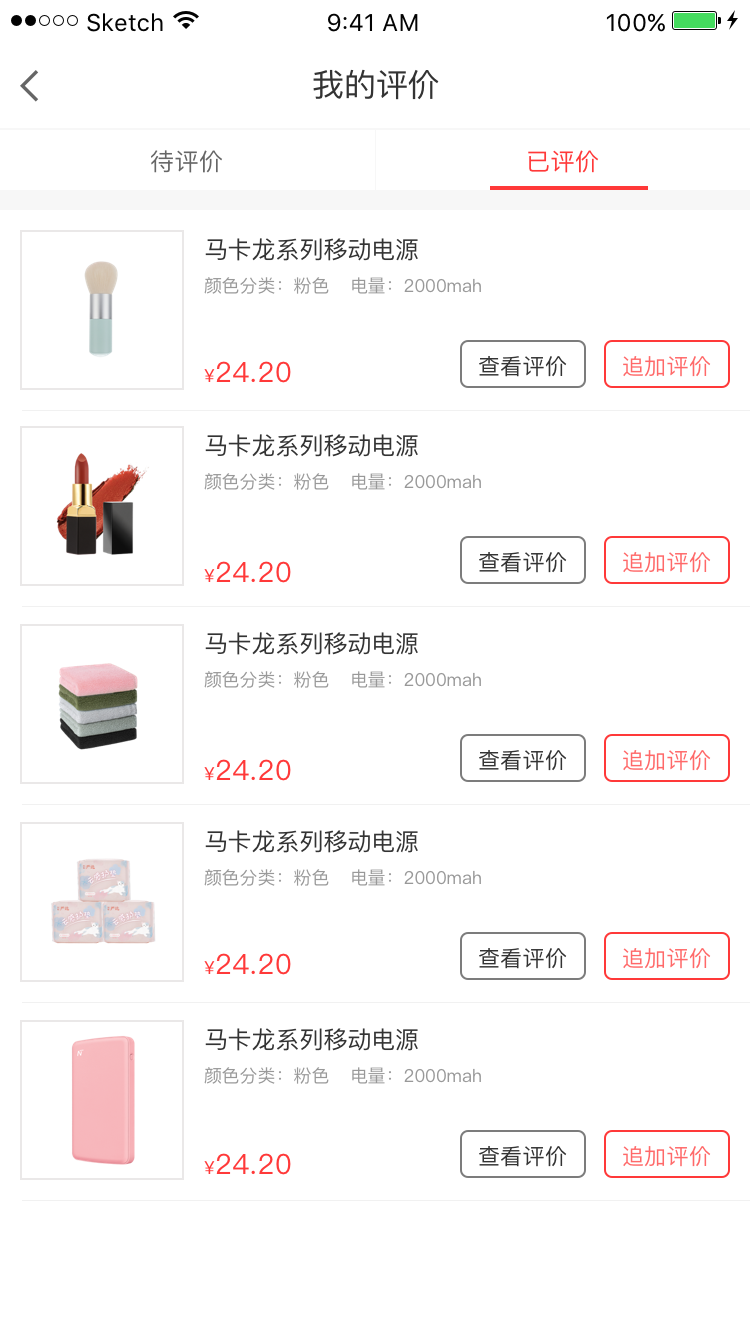 Sketch 9:41 AM 100%
我的评价
待评价 已评价
马卡龙系列移动电源
颜色分类：粉色 电量：2000mah
¥24.20 查看评价 追加评价
马卡龙系列移动电源
颜色分类：粉色 电量：2000mah
¥24.20 查看评价 追加评价
马卡龙系列移动电源
颜色分类：粉色 电量：2000mah
¥24.20 查看评价 追加评价
马卡龙系列移动电源
颜色分类：粉色 电量：2000mah
¥24.20 查看评价 追加评价
马卡龙系列移动电源
颜色分类：粉色 电量：2000mah
¥24.20 查看评价 追加评价